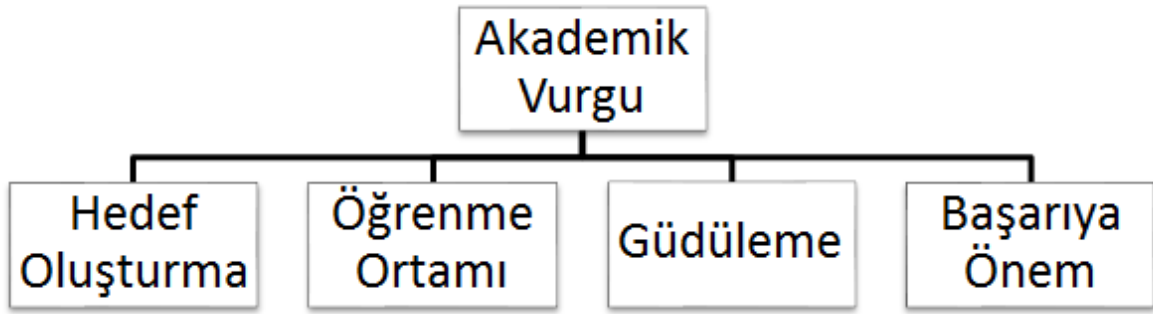 Akademik
Vurgu
Hedef
Oluşturma
Öğrenme
Ortamı
Güdüleme
Başarıya
Önem